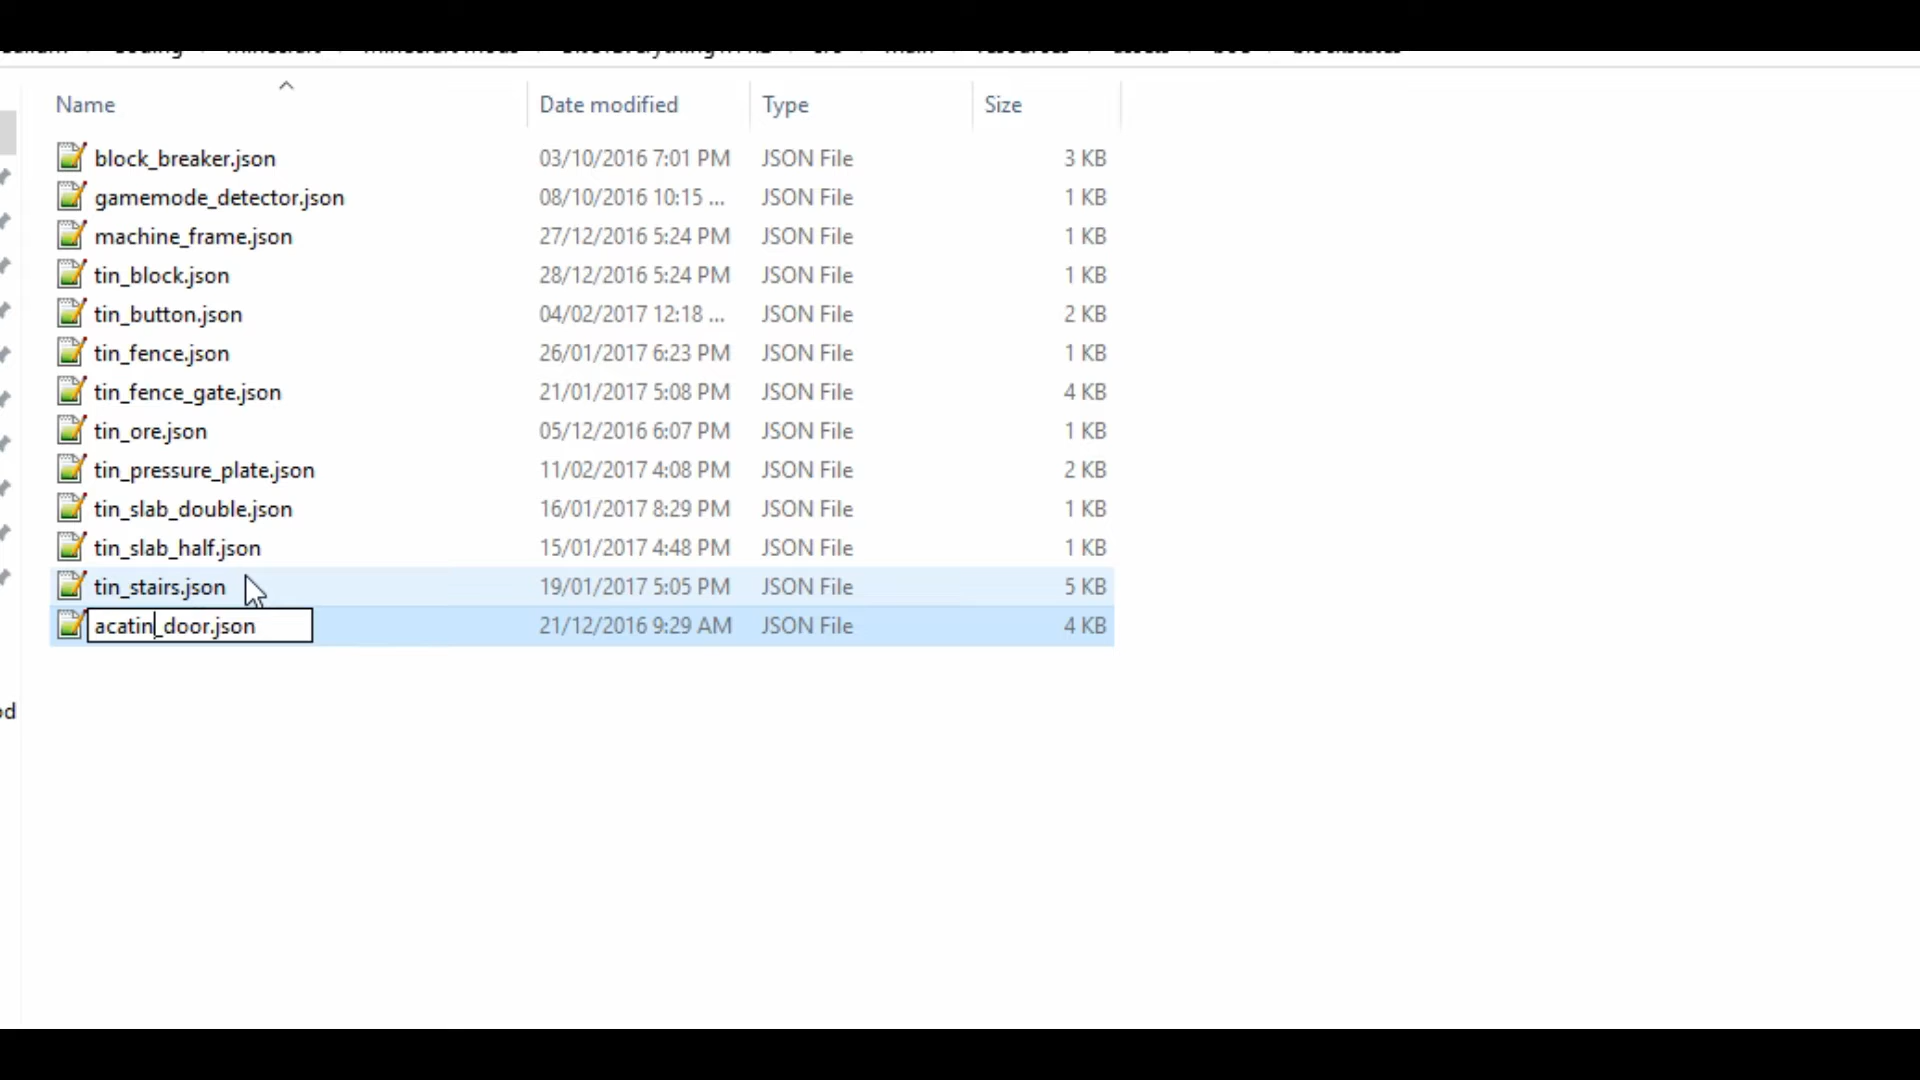 Name Date modified Type Size
block_breaker.json 03/10/2016 7:01 PM JSON File 3 KB
gamemode_detector.json 08/10/2016 10:15 ... JSON File 1 KB
machine_frame.json 27/12/2016 5:24 PM JSON File 1 KB
tin_block.json 28/12/2016 5:24 PM JSON File 1 KB
tin_button.json 04/02/2017 12:18 ... JSON File 2 KB
tin_fence.json 26/01/2017 6:23 PM JSON File 1 KB
tin_fence_gate.json 21/01/2017 5:08 PM JSON File 4 KB
tin_ore.json 05/12/2016 6:07 PM JSON File 1 KB
tin_pressure_plate.json 11/02/2017 4:08 PM JSON File 2 KB
tin_slab_double.json 16/01/2017 8:29 PM JSON File 1 KB
tin_slab_half.json 15/01/2017 4:48 PM JSON File 1 KB
tin_stairs.json 19/01/2017 5:05 PM JSON File 5 KB
acatin_door.json 21/12/2016 9:29 AM JSON File 4 KB